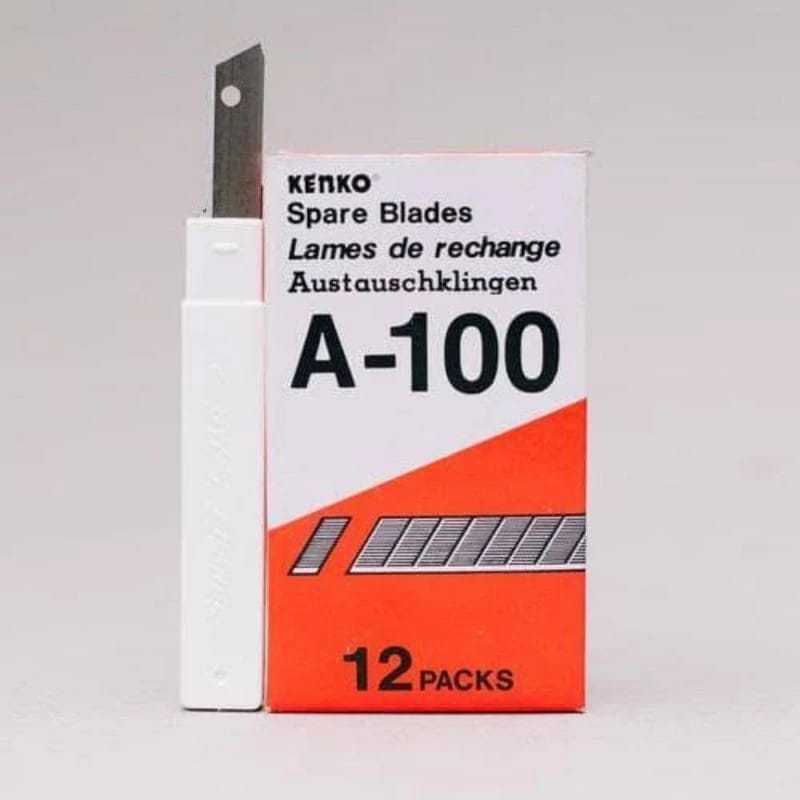 KENKO
Spare Blades
Lames de rechange
Austauschklingen
A-100
12 PACKS